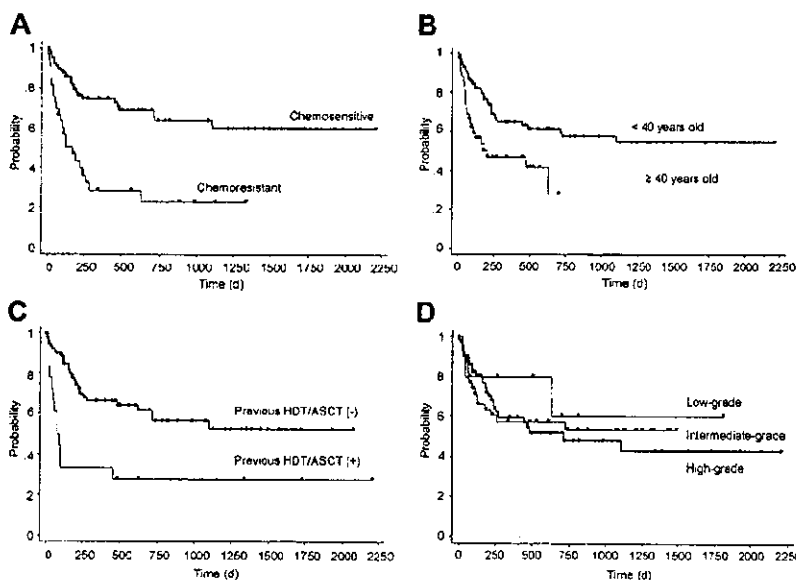 A
1
.8
.6
.4
.2
0
Probability
Chemosensitive
Chemoresistant
0 250 500 750 1000 1250 1500 1750 2000 2250
Time (d)
B
1
.8
.6
.4
.2
0
Probability
< 40 years old
≥ 40 years old
0 250 500 750 1000 1250 1500 1750 2000 2250
Time (d)
C
1
.8
.6
.4
.2
0
Probability
Previous HDT/ASCT (-)
Previous HDT/ASCT (+)
0 250 500 750 1000 1250 1500 1750 2000 2250
Time (d)
D
1
.8
.6
.4
.2
0
Probability
Low-grade
Intermediate-grace
High-grade
0 250 500 750 1000 1250 1500 1750 2000 2250
Time (d)